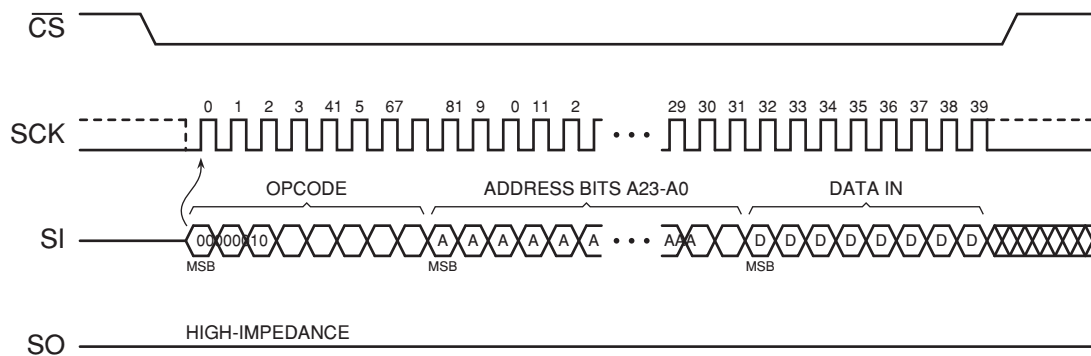 CS
0 1 2 3 41 5 67 81 9 0 11 2 29 30 31 32 33 34 35 36 37 38 39
SCK
OPCODE ADDRESS BITS A23-A0 DATA IN
SI 00000010 A A A A A A AAA D D D D D D D D
MSB MSB MSB
HIGH-IMPEDANCE
SO